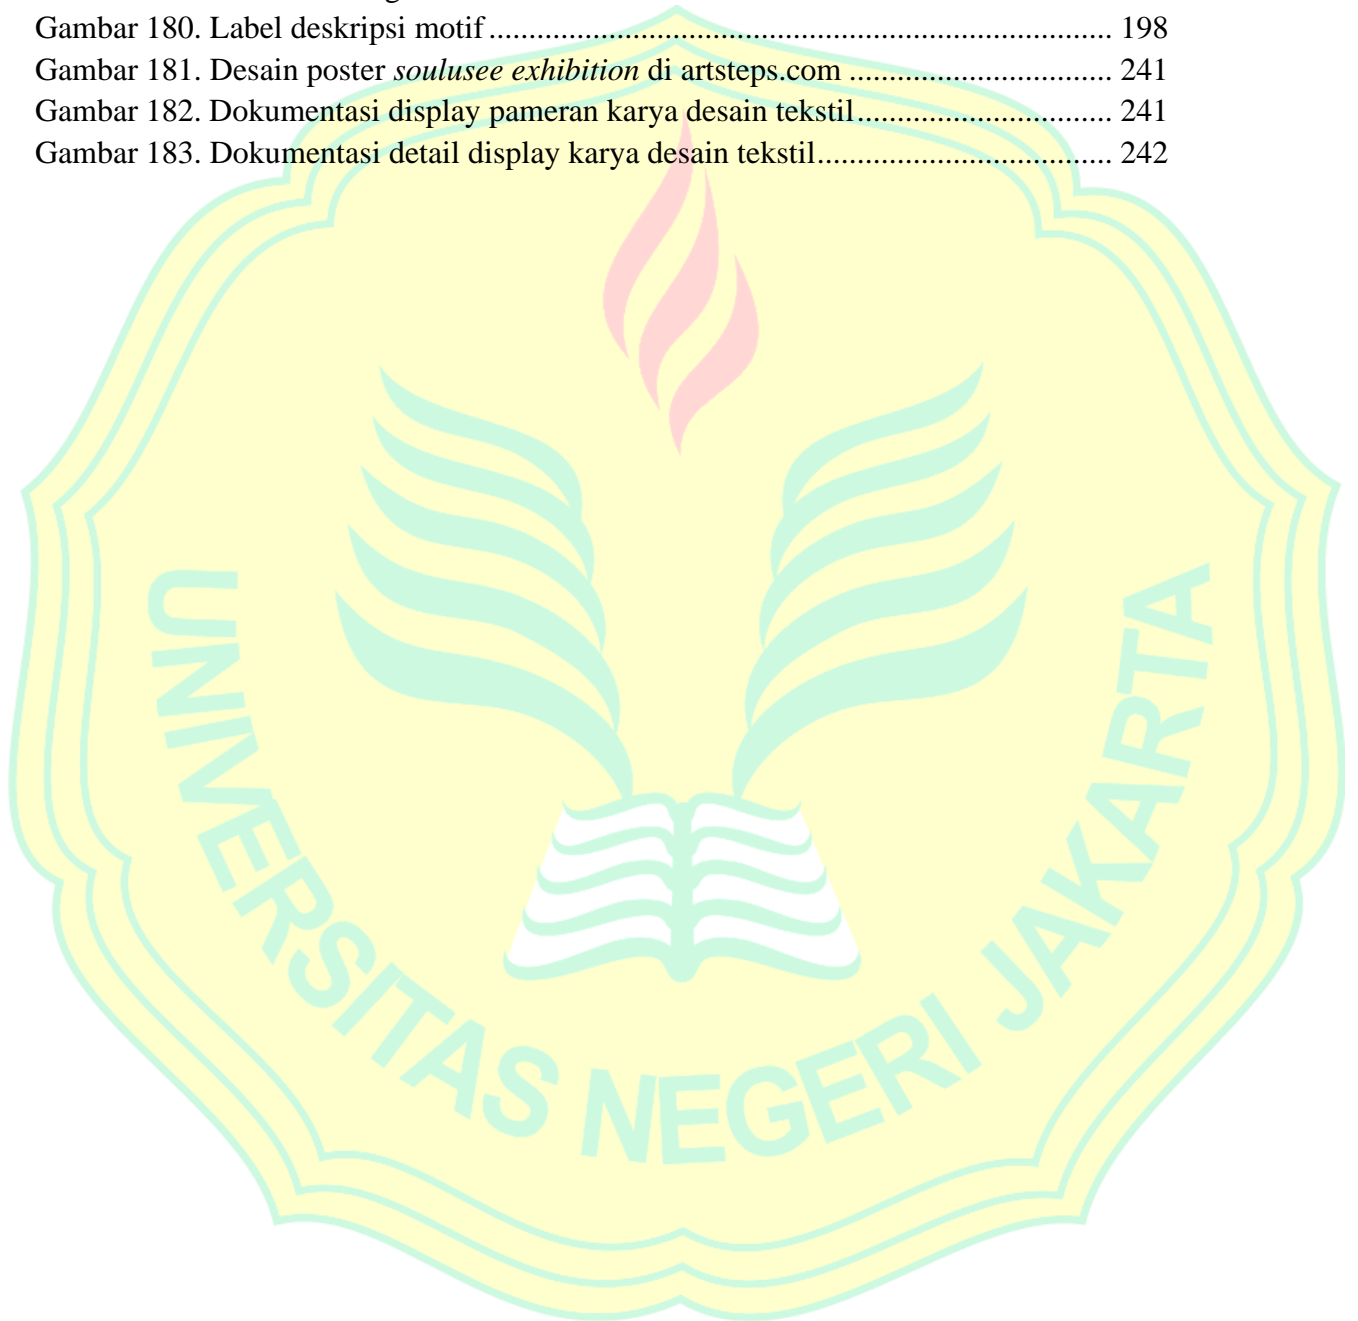 Gambar 180. Label deskripsi motif .............................................................................. 198
Gambar 181. Desain poster soulusee exhibition di artsteps.com ................................. 241
Gambar 182. Dokumentasi display pameran karya desain tekstil................................ 241
Gambar 183. Dokumentasi detail display karya desain tekstil..................................... 242
UNIVERSITAS NEGERI JAKARTA